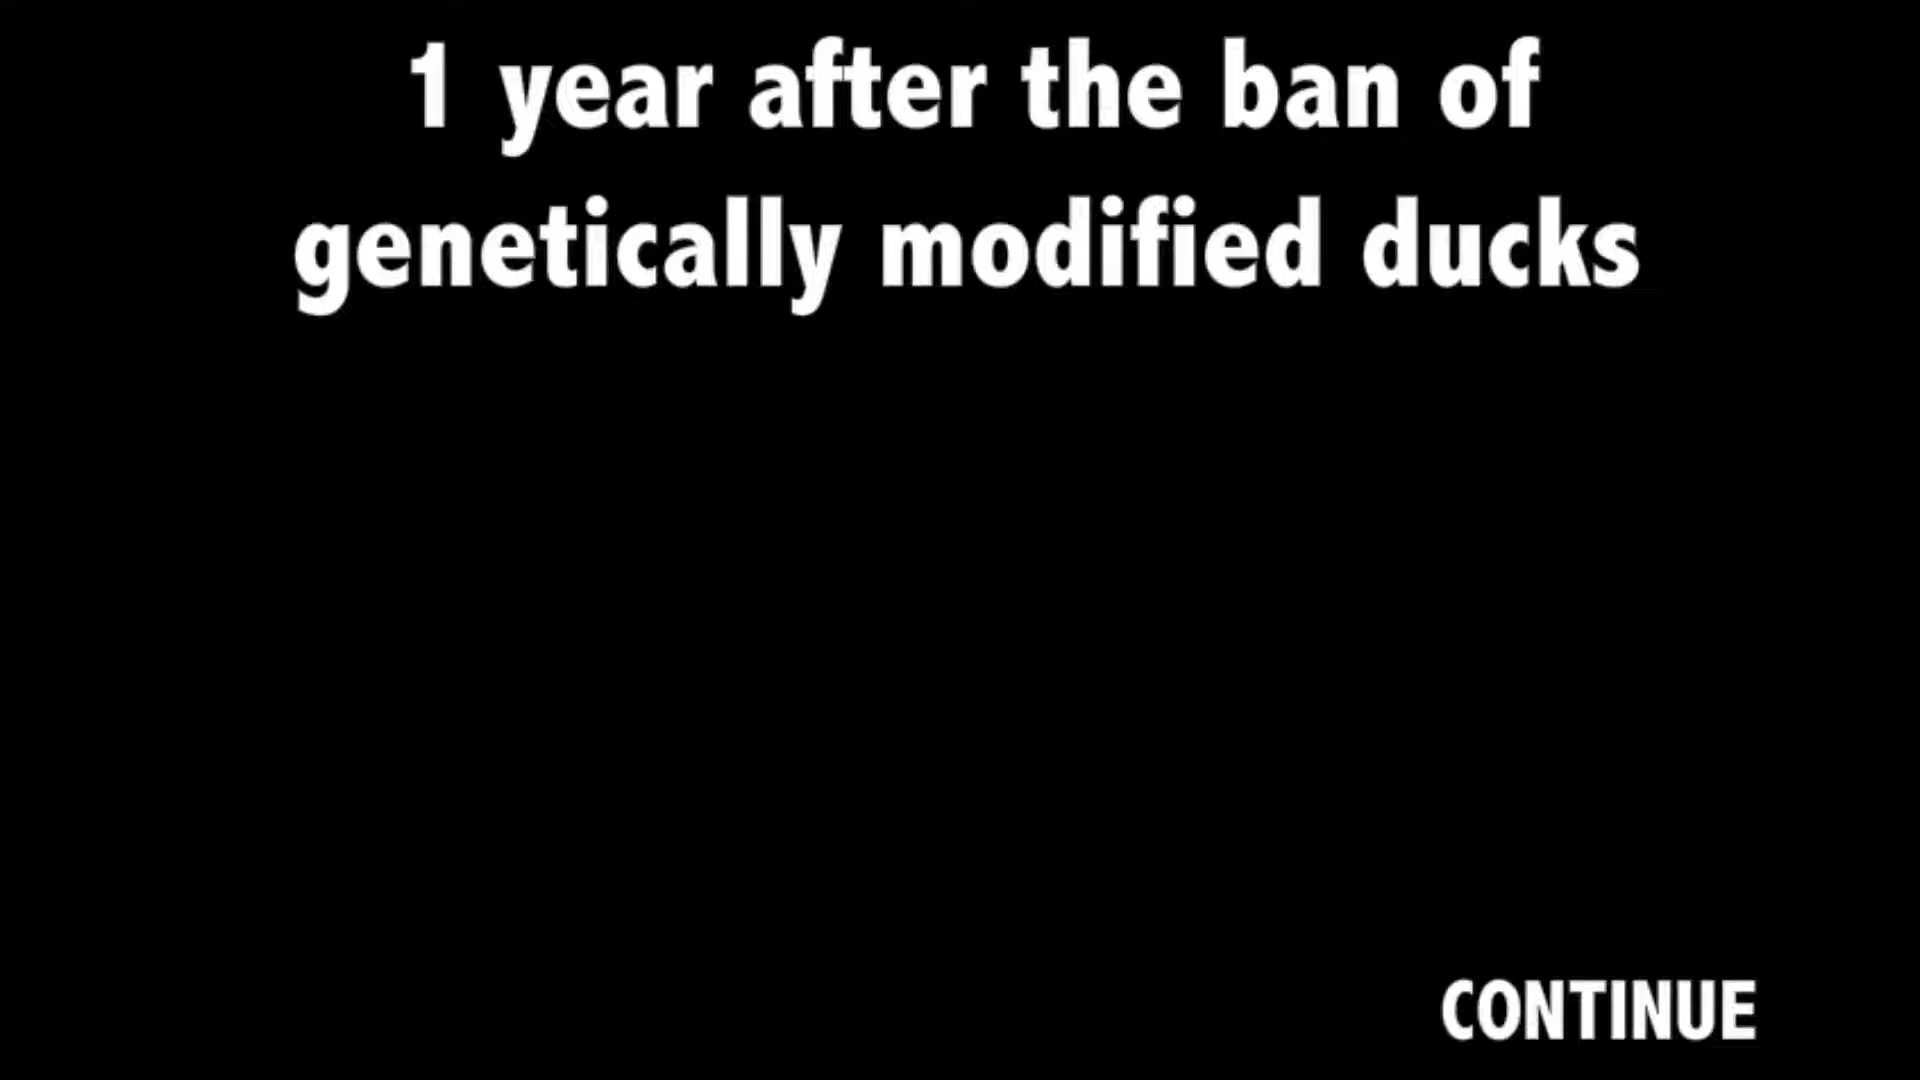 1 year after the ban of
genetically modified ducks
CONTINUE